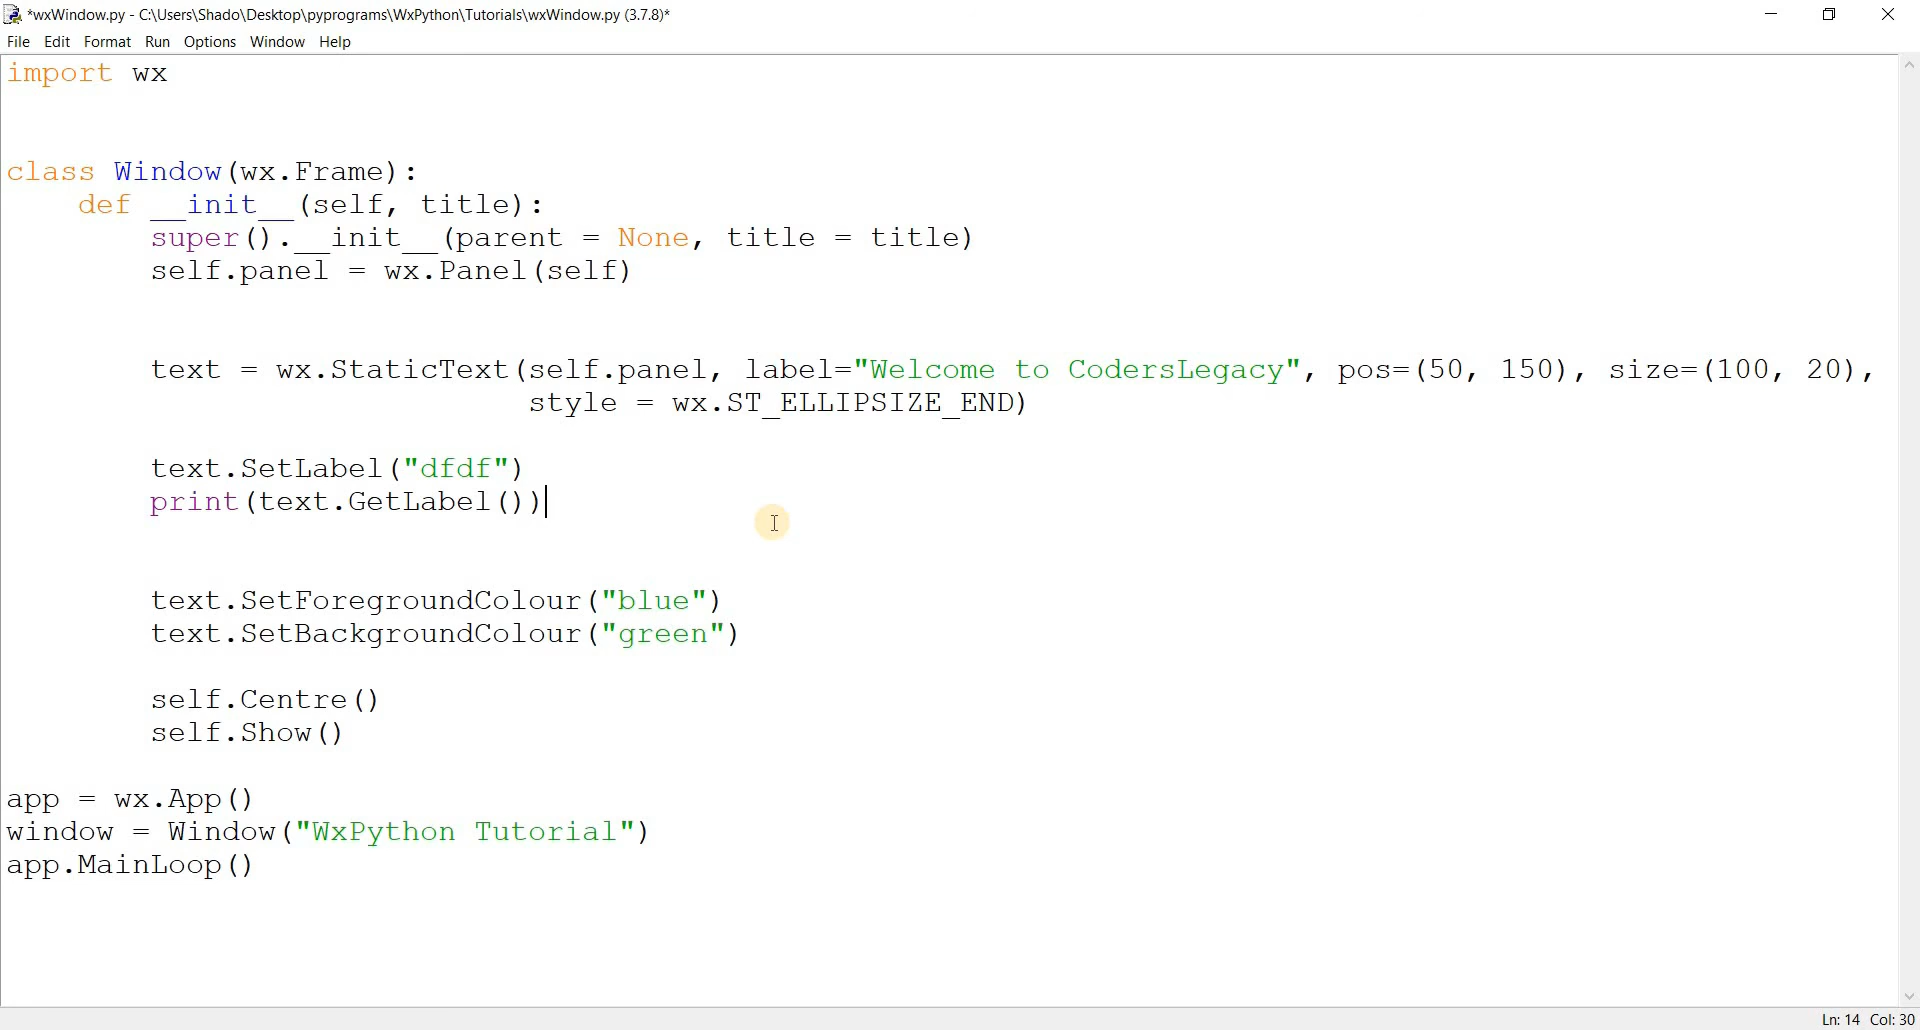 *wxWindow.py - C:\Users\Shado\Desktop\pyprograms\WxPython\Tutorials\wxWindow.py (3.7.8)*
File Edit Format Run Options Window Help
import wx
class Window(wx.Frame):
    def __init__(self, title):
        super().__init__(parent = None, title = title)
        self.panel = wx.Panel(self)
        text = wx.StaticText(self.panel, label="Welcome to CodersLegacy", pos=(50, 150), size=(100, 20),
                             style = wx.ST_ELLIPSIZE_END)
        text.SetLabel("dfdf")
        print(text.GetLabel())
        text.SetForegroundColour("blue")
        text.SetBackgroundColour("green")
        self.Centre()
        self.Show()
app = wx.App()
window = Window("WxPython Tutorial")
app.MainLoop()
Ln: 14 Col: 30